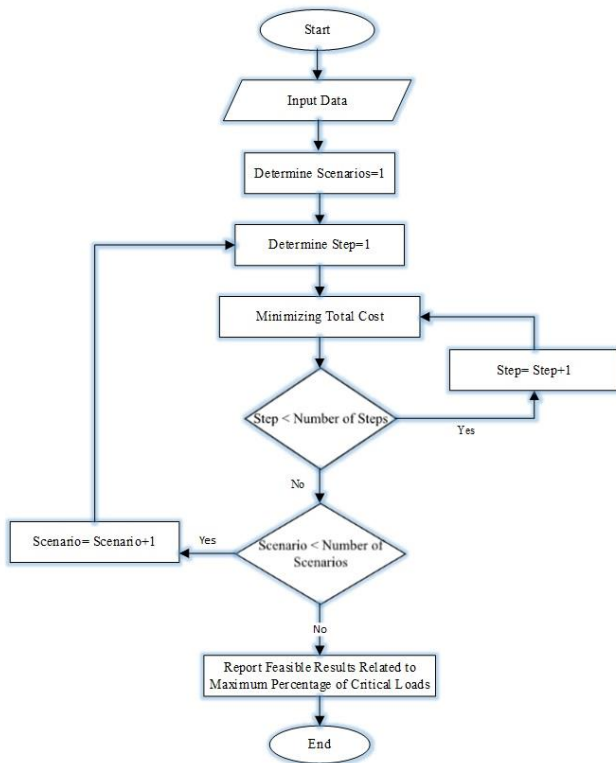 Start
Input Data
Determine Scenarios=1
Determine Step=1
Minimizing Total Cost
Step= Step+1
Step < Number of Steps
Yes
No
Scenario= Scenario+1
Yes
Scenario < Number of
Scenarios
No
Report Feasible Results Related to
Maximum Percentage of Critical Loads
End